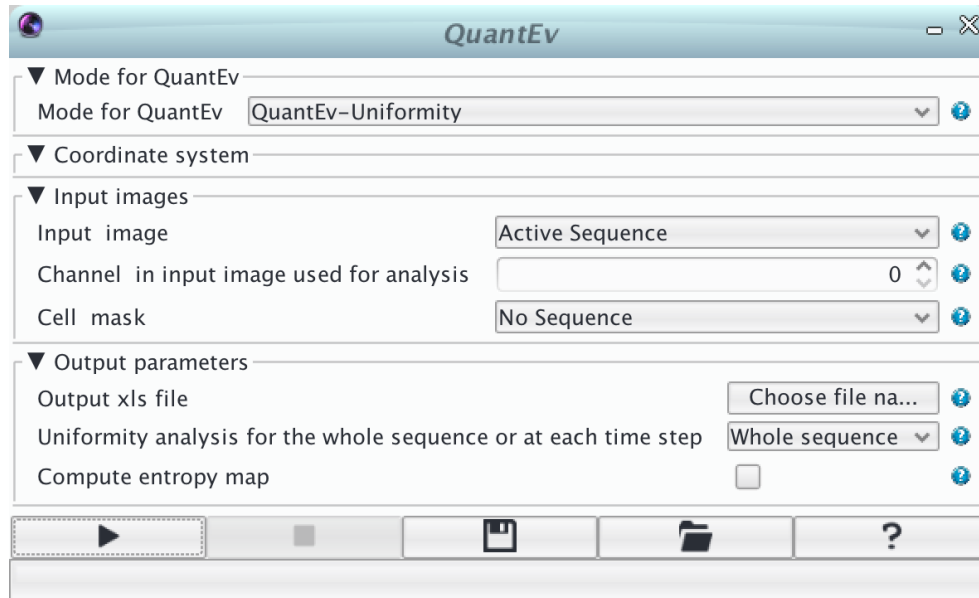 QuantEv
Mode for QuantEv
Mode for QuantEv QuantEv-Uniformity
Coordinate system
Input images
Input image Active Sequence
Channel in input image used for analysis 0
Cell mask No Sequence
Output parameters
Output xls file Choose file na...
Uniformity analysis for the whole sequence or at each time step Whole sequence
Compute entropy map
?